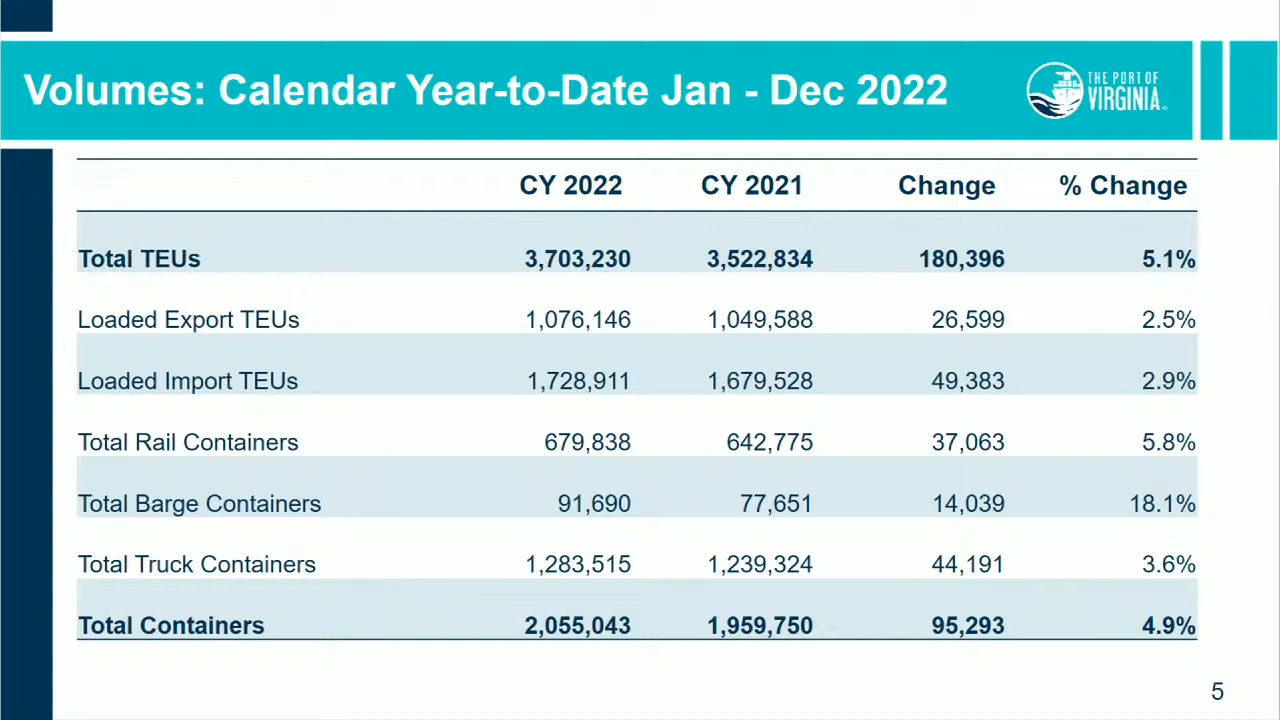 Volumes: Calendar Year-to-Date Jan - Dec 2022
THE PORT OF
VIRGINIA
CY 2022 CY 2021 Change % Change
Total TEUs 3,703,230 3,522,834 180,396 5.1%
Loaded Export TEUs 1,076,146 1,049,588 26,599 2.5%
Loaded Import TEUs 1,728,911 1,679,528 49,383 2.9%
Total Rail Containers 679,838 642,775 37,063 5.8%
Total Barge Containers 91,690 77,651 14,039 18.1%
Total Truck Containers 1,283,515 1,239,324 44,191 3.6%
Total Containers 2,055,043 1,959,750 95,293 4.9%
5